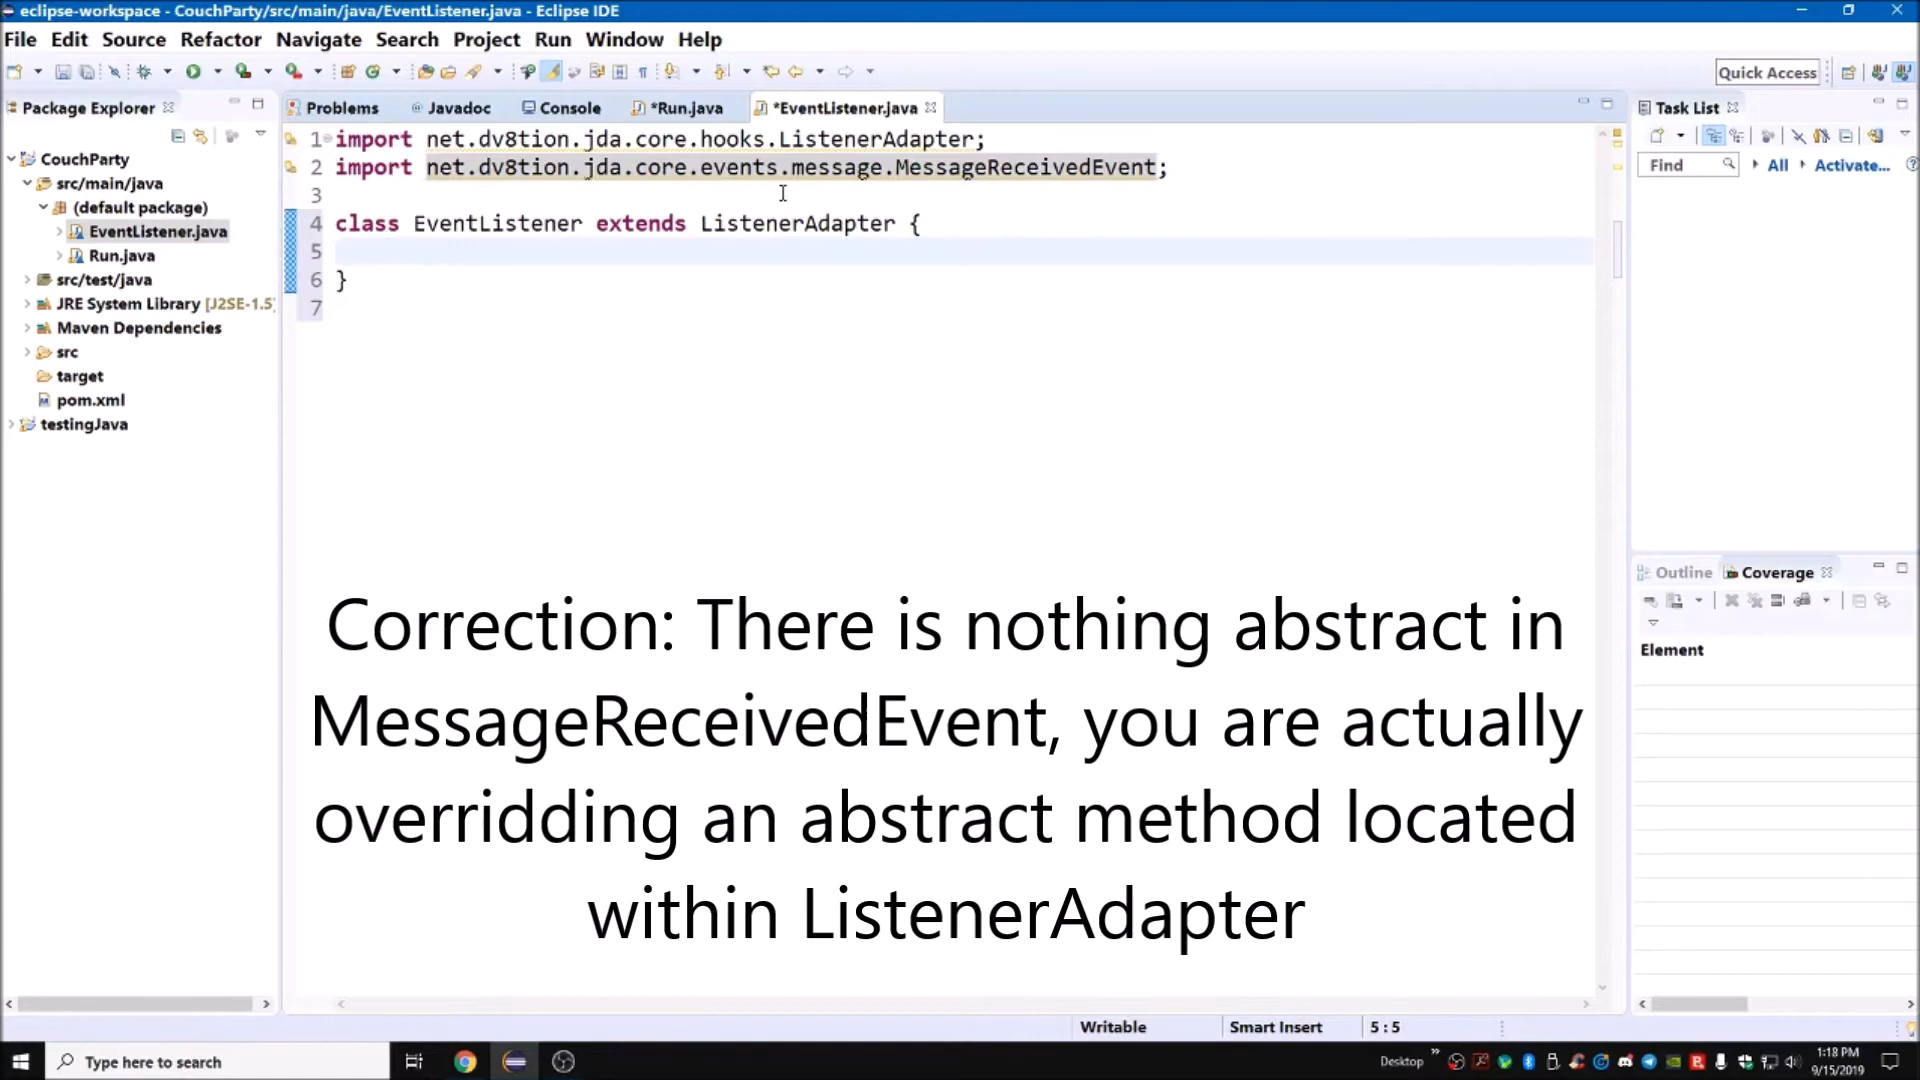 eclipse-workspace - CouchParty/src/main/java/EventListener.java - Eclipse IDE
File Edit Source Refactor Navigate Search Project Run Window Help
Quick Access
Package Explorer
CouchParty
src/main/java
(default package)
EventListener.java
Run.java
src/test/java
JRE System Library [J2SE-1.5]
Maven Dependencies
src
target
pom.xml
testingJava
Problems Javadoc Console *Run.java *EventListener.java
1 import net.dv8tion.jda.core.hooks.ListenerAdapter;
2 import net.dv8tion.jda.core.events.message.MessageReceivedEvent;
3
4 class EventListener extends ListenerAdapter {
5
6 }
7
Correction: There is nothing abstract in
MessageReceivedEvent, you are actually
overridding an abstract method located
within ListenerAdapter
Task List
Find All Activate...
Outline Coverage
Element
Writable Smart Insert 5 : 5
Type here to search
Desktop
1:18 PM
9/15/2019